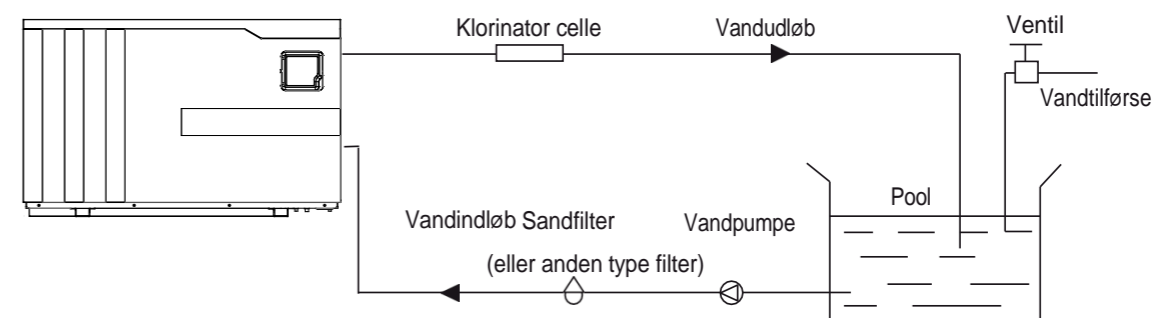 Klorinator celle
Vandudløb
Ventil
Vandtilførse
Pool
Vandindløb Sandfilter
Vandpumpe
(eller anden type filter)